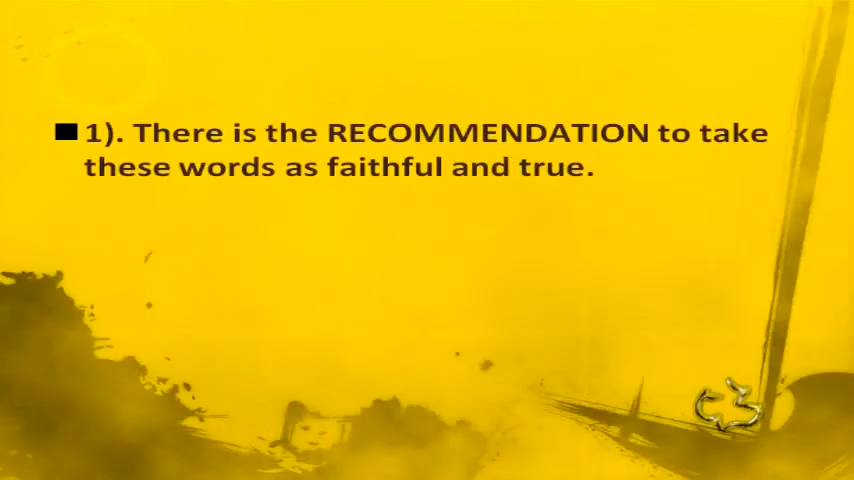 1). There is the RECOMMENDATION to take
these words as faithful and true.